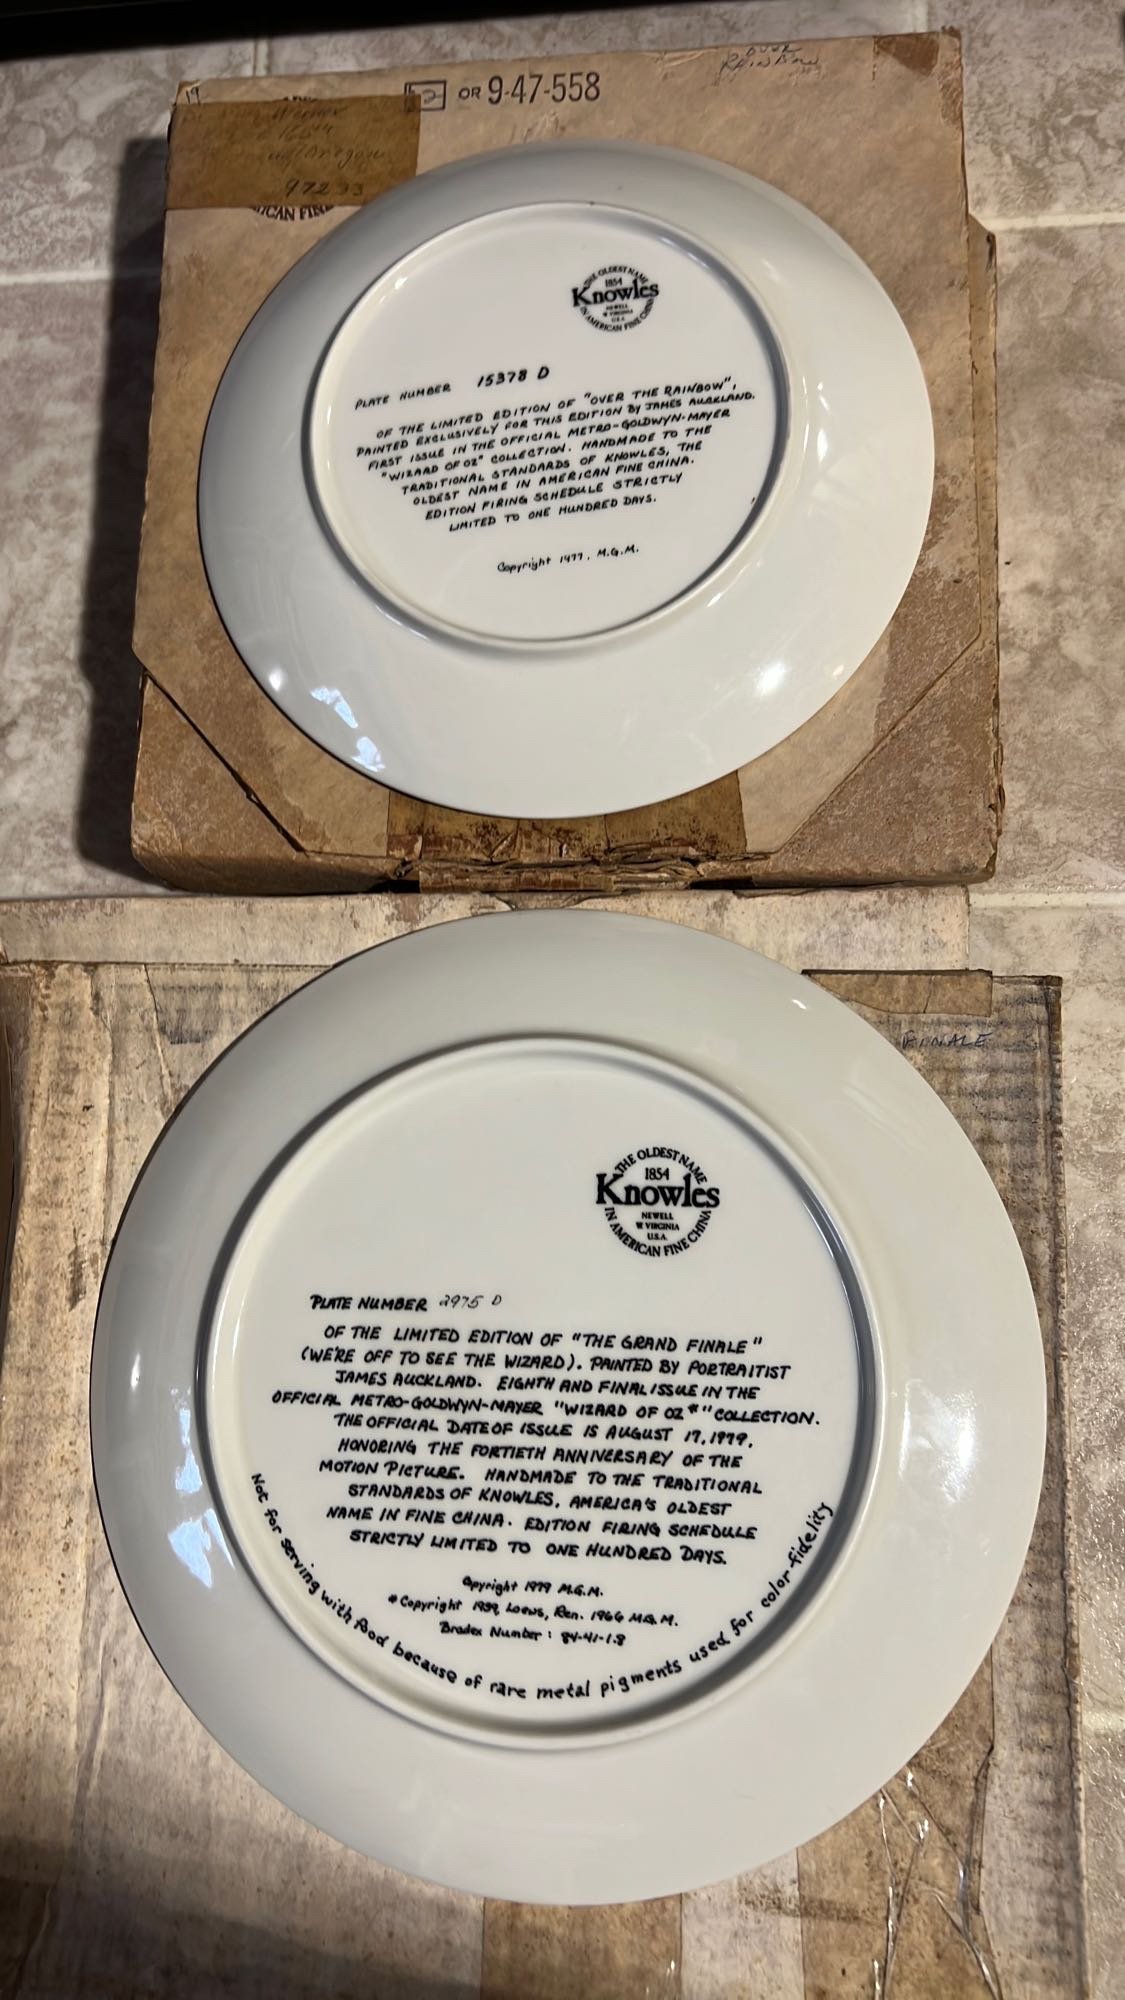 19
OR 9-47-558
OVER
RAINBOW
97233
THE OLDEST NAME
1854
Knowles
NEWELL
W VIRGINIA
U.S.A.
IN AMERICAN FINE CHINA
PLATE NUMBER 15378 D
OF THE LIMITED EDITION OF "OVER THE RAINBOW",
PAINTED EXCLUSIVELY FOR THIS EDITION BY JAMES AUCKLAND.
FIRST ISSUE IN THE OFFICIAL METRO-GOLDWYN-MAYER
"WIZARD OF OZ" COLLECTION. HANDMADE TO THE
TRADITIONAL STANDARDS OF KNOWLES, THE
OLDEST NAME IN AMERICAN FINE CHINA.
EDITION FIRING SCHEDULE STRICTLY
LIMITED TO ONE HUNDRED DAYS.
Copyright 1977. M.G.M.
FINALE
THE OLDEST NAME
1854
Knowles
NEWELL
W VIRGINIA
U.S.A.
IN AMERICAN FINE CHINA
PLATE NUMBER 2975 D
OF THE LIMITED EDITION OF "THE GRAND FINALE"
(WE'RE OFF TO SEE THE WIZARD). PAINTED BY PORTRAITIST
JAMES AUCKLAND. EIGHTH AND FINAL ISSUE IN THE
OFFICIAL METRO-GOLDWYN-MAYER "WIZARD OF OZ*" COLLECTION.
THE OFFICIAL DATE OF ISSUE IS AUGUST 17, 1979,
HONORING THE FORTIETH ANNIVERSARY OF THE
MOTION PICTURE. HANDMADE TO THE TRADITIONAL
STANDARDS OF KNOWLES, AMERICA'S OLDEST
NAME IN FINE CHINA. EDITION FIRING SCHEDULE
STRICTLY LIMITED TO ONE HUNDRED DAYS.
Copyright 1979 M.G.M.
*Copyright 1939, Loews, Ren. 1966 M.G.M.
Bradex Number: 84-41-1.8
Not for serving with food because of rare metal pigments used for color-fidelity